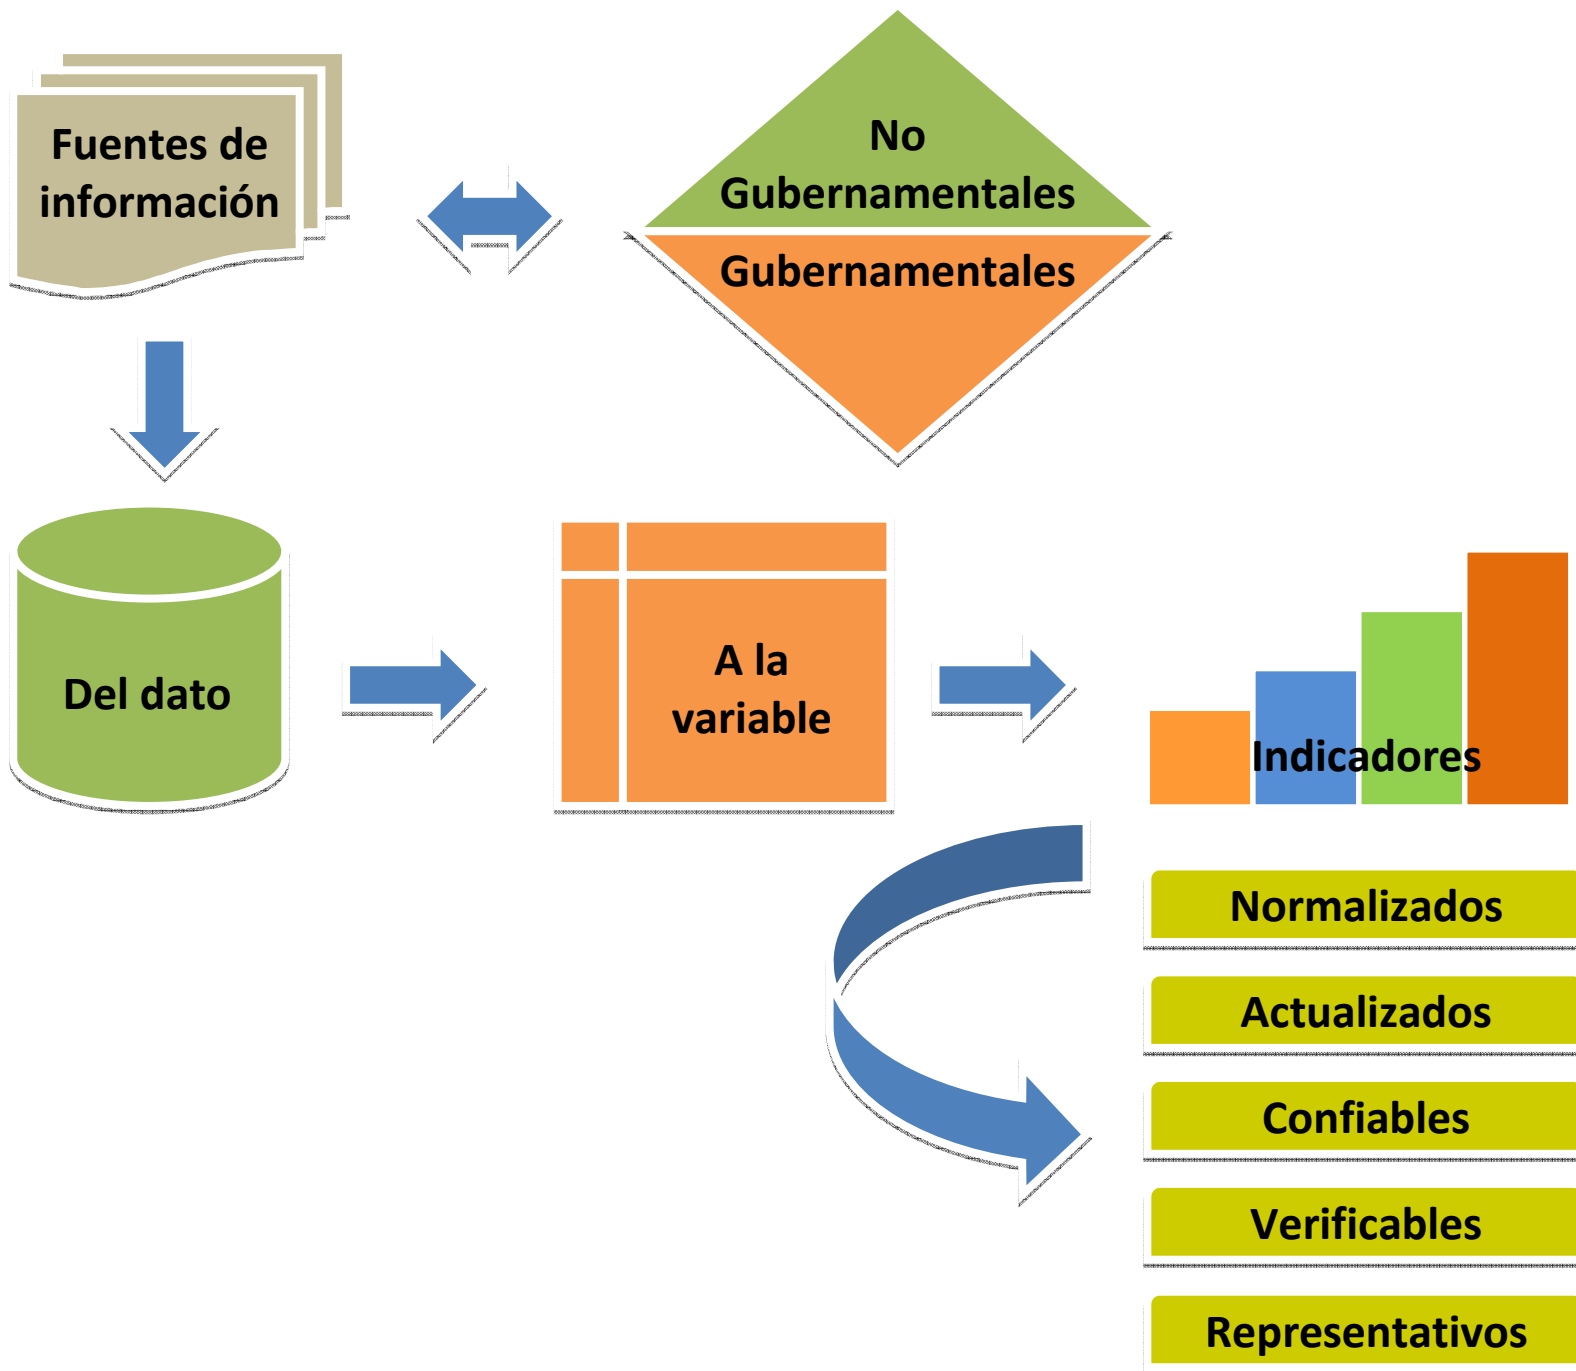 Fuentes de
información
No
Gubernamentales
Gubernamentales
Del dato
A la
variable
Indicadores
Normalizados
Actualizados
Confiables
Verificables
Representativos